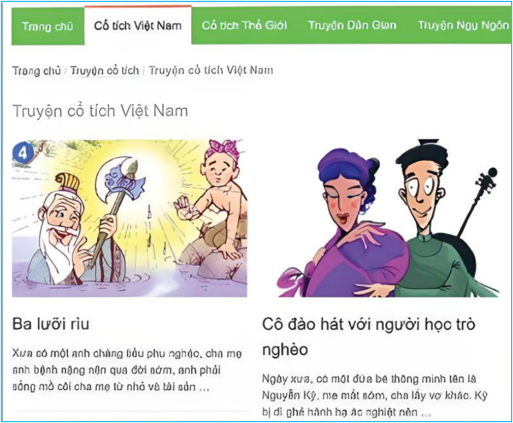 Trang chủ Cổ tích Việt Nam Cổ tích Thế Giới Truyện Dân Gian Truyện Ngụ Ngôn
Trang chủ / Truyện cổ tích / Truyện cổ tích Việt Nam
Truyện cổ tích Việt Nam
4
Ba lưỡi rìu
Xưa có một anh chàng tiều phu nghèo, cha mẹ
anh bệnh nặng nên qua đời sớm, anh phải
sống mồ côi cha mẹ từ nhỏ và tài sản ...
Cô đào hát với người học trò
nghèo
Ngày xưa, có một đứa bé thông minh tên là
Nguyễn Kỳ, mẹ mất sớm, cha lấy vợ khác. Kỳ
bị dì ghẻ hành hạ ác nghiệt nên ...